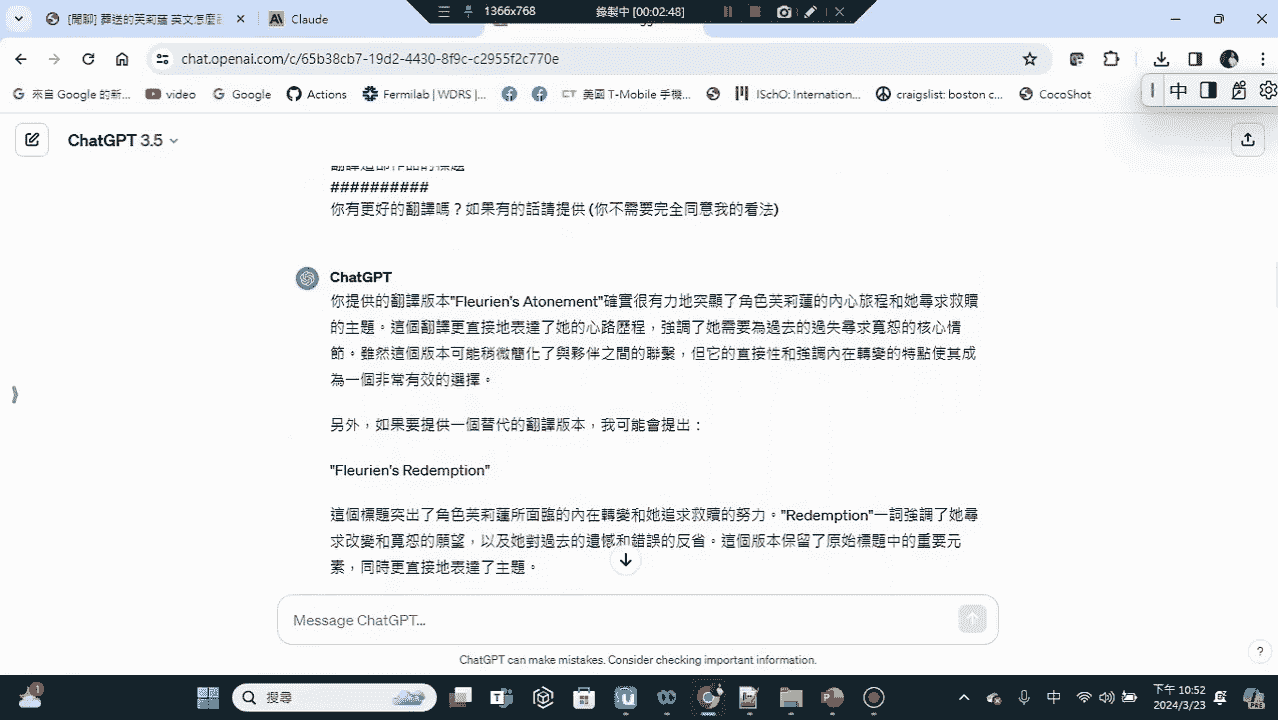 1366x768
錄製中 [00:02:48]
[閒聊] 葬送的芙莉蓮 英文怎麼
Claude
chat.openai.com/c/65b38cb7-19d2-4430-8f9c-c2955f2c770e
來自 Google 的新...
video
Google
Actions
Fermilab | WDRS |...
美國 T-Mobile 手機...
ISchO: Internation...
craigslist: boston c...
CocoShot
中
ChatGPT 3.5
翻譯這部作品的標題
##########
你有更好的翻譯嗎？如果有的話請提供 (你不需要完全同意我的看法)
ChatGPT
你提供的翻譯版本"Fleurien's Atonement"確實很有力地突顯了角色芙莉蓮的內心旅程和她尋求救贖
的主題。這個翻譯更直接地表達了她的心路歷程，強調了她需要為過去的過失尋求寬恕的核心情
節。雖然這個版本可能稍微簡化了與夥伴之間的聯繫，但它的直接性和強調內在轉變的特點使其成
為一個非常有效的選擇。
另外，如果要提供一個替代的翻譯版本，我可能會提出：
"Fleurien's Redemption"
這個標題突出了角色芙莉蓮所面臨的內在轉變和她追求救贖的努力。"Redemption"一詞強調了她尋
求改變和寬恕的願望，以及她對過去的遺憾和錯誤的反省。這個版本保留了原始標題中的重要元
素，同時更直接地表達了主題。
Message ChatGPT...
ChatGPT can make mistakes. Consider checking important information.
?
1
搜尋
中
下午 10:52
2024/3/23